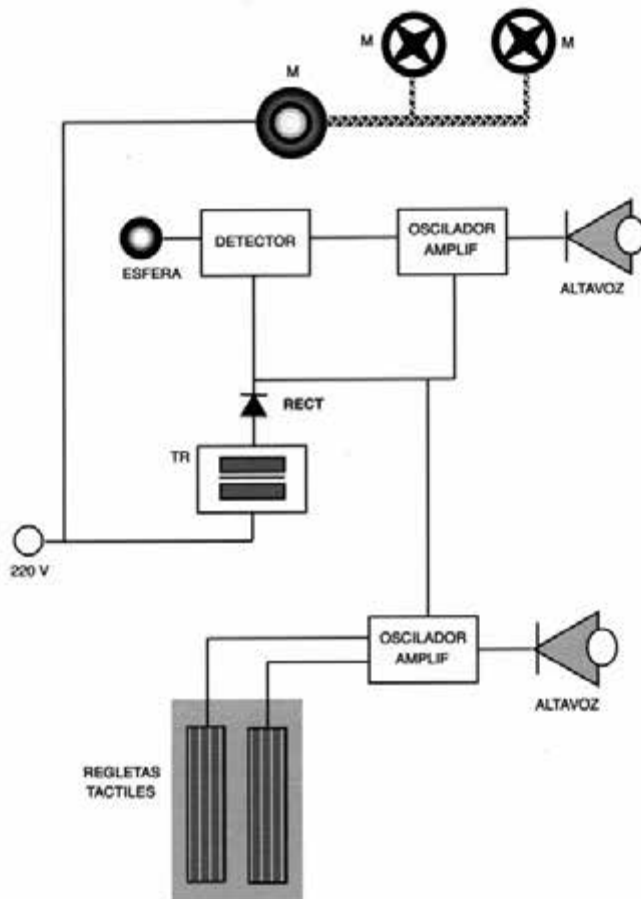 M
M
M
ESFERA
DETECTOR
OSCILADOR
AMPLIF
ALTAVOZ
RECT
TR
220 V
OSCILADOR
AMPLIF
ALTAVOZ
REGLETAS
TACTILES